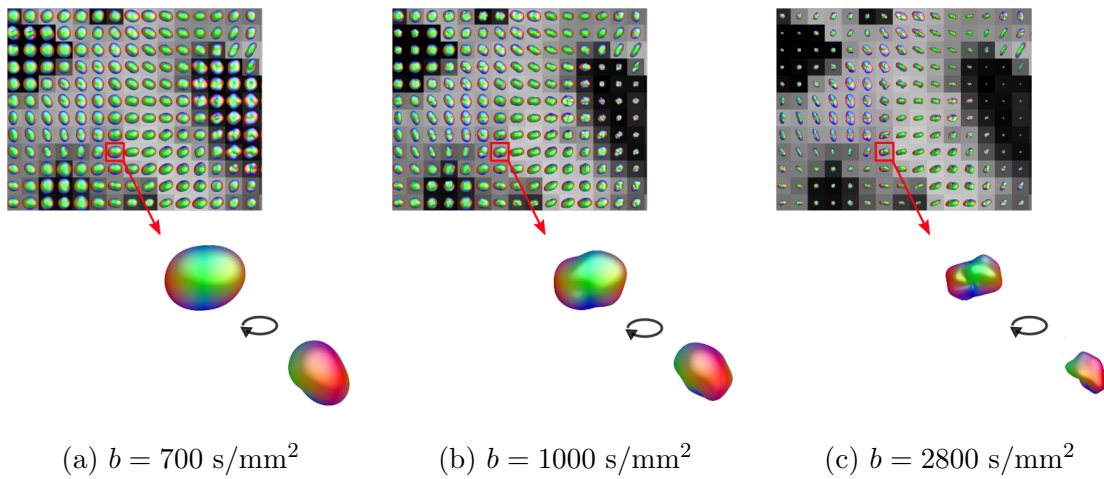 (a) b = 700 s/mm²
(b) b = 1000 s/mm²
(c) b = 2800 s/mm²